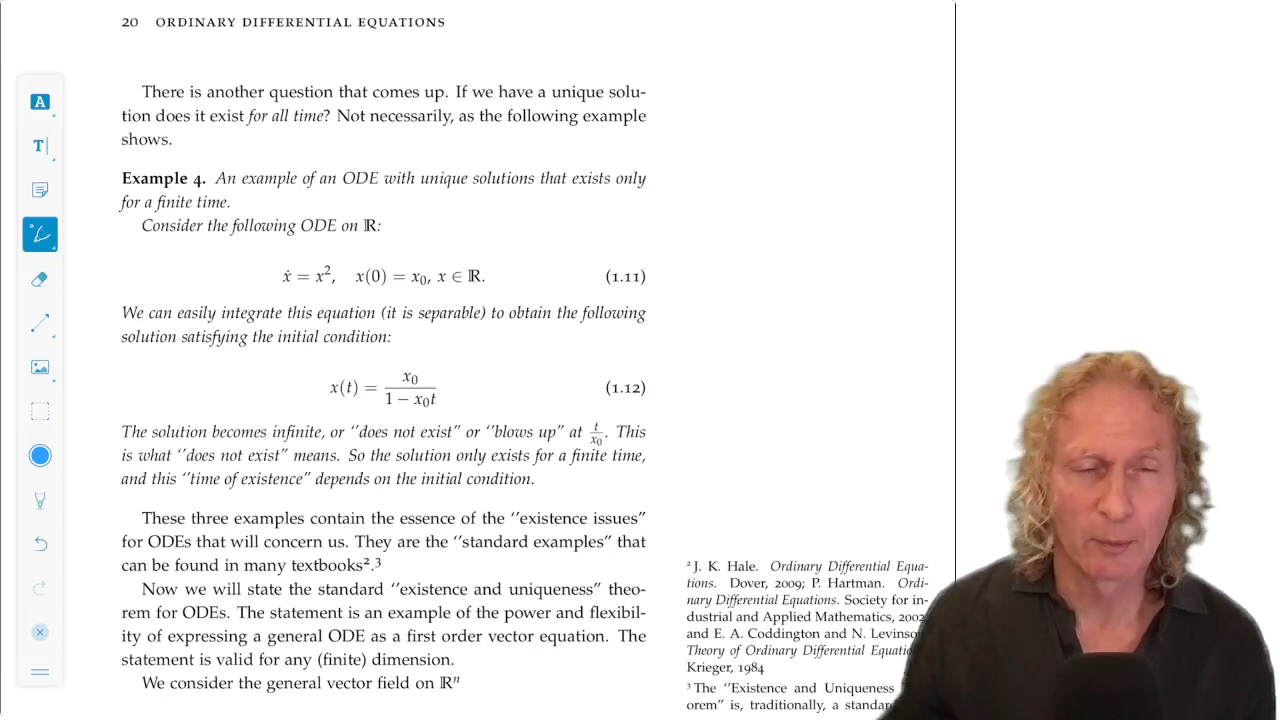 20 ORDINARY DIFFERENTIAL EQUATIONS
There is another question that comes up. If we have a unique solu-
tion does it exist for all time? Not necessarily, as the following example
shows.
Example 4. An example of an ODE with unique solutions that exists only
for a finite time.
Consider the following ODE on ℝ:
ẋ = x², x(0) = x₀, x ∈ ℝ. (1.11)
We can easily integrate this equation (it is separable) to obtain the following
solution satisfying the initial condition:
x(t) = x₀ / (1 − x₀t) (1.12)
The solution becomes infinite, or ''does not exist'' or ''blows up'' at t/x₀. This
is what ''does not exist'' means. So the solution only exists for a finite time,
and this ''time of existence'' depends on the initial condition.
These three examples contain the essence of the ''existence issues''
for ODEs that will concern us. They are the ''standard examples'' that
can be found in many textbooks².³
Now we will state the standard ''existence and uniqueness'' theo-
rem for ODEs. The statement is an example of the power and flexibil-
ity of expressing a general ODE as a first order vector equation. The
statement is valid for any (finite) dimension.
We consider the general vector field on ℝⁿ
² J. K. Hale. Ordinary Differential Equa-
tions. Dover, 2009; P. Hartman. Ordi-
nary Differential Equations. Society for in-
dustrial and Applied Mathematics, 2002;
and E. A. Coddington and N. Levinson.
Theory of Ordinary Differential
Krieger, 1984
³ The ''Existence and Uniqueness
orem'' is, traditionally, a
A
T